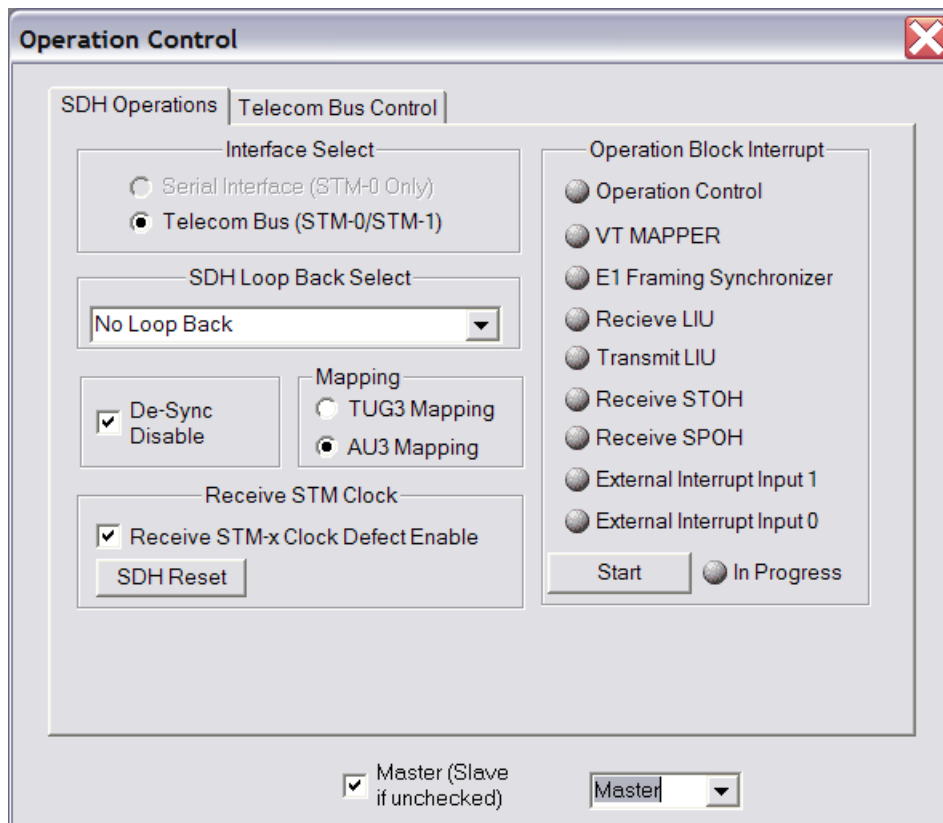 Operation Control
SDH Operations
Telecom Bus Control
Interface Select
Serial Interface (STM-0 Only)
Telecom Bus (STM-0/STM-1)
SDH Loop Back Select
No Loop Back
De-Sync
Disable
Mapping
TUG3 Mapping
AU3 Mapping
Receive STM Clock
Receive STM-x Clock Defect Enable
SDH Reset
Operation Block Interrupt
Operation Control
VT MAPPER
E1 Framing Synchronizer
Recieve LIU
Transmit LIU
Receive STOH
Receive SPOH
External Interrupt Input 1
External Interrupt Input 0
Start
In Progress
Master (Slave
if unchecked)
Master